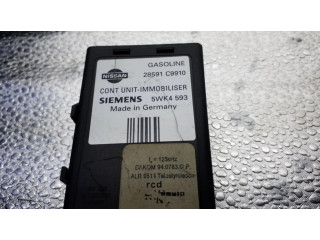 GASOLINE
NISSAN
28591 C9910
CONT UNIT-IMMOBILISER
SIEMENS 5WK4 593
Made in Germany
= 125kHz
rcd